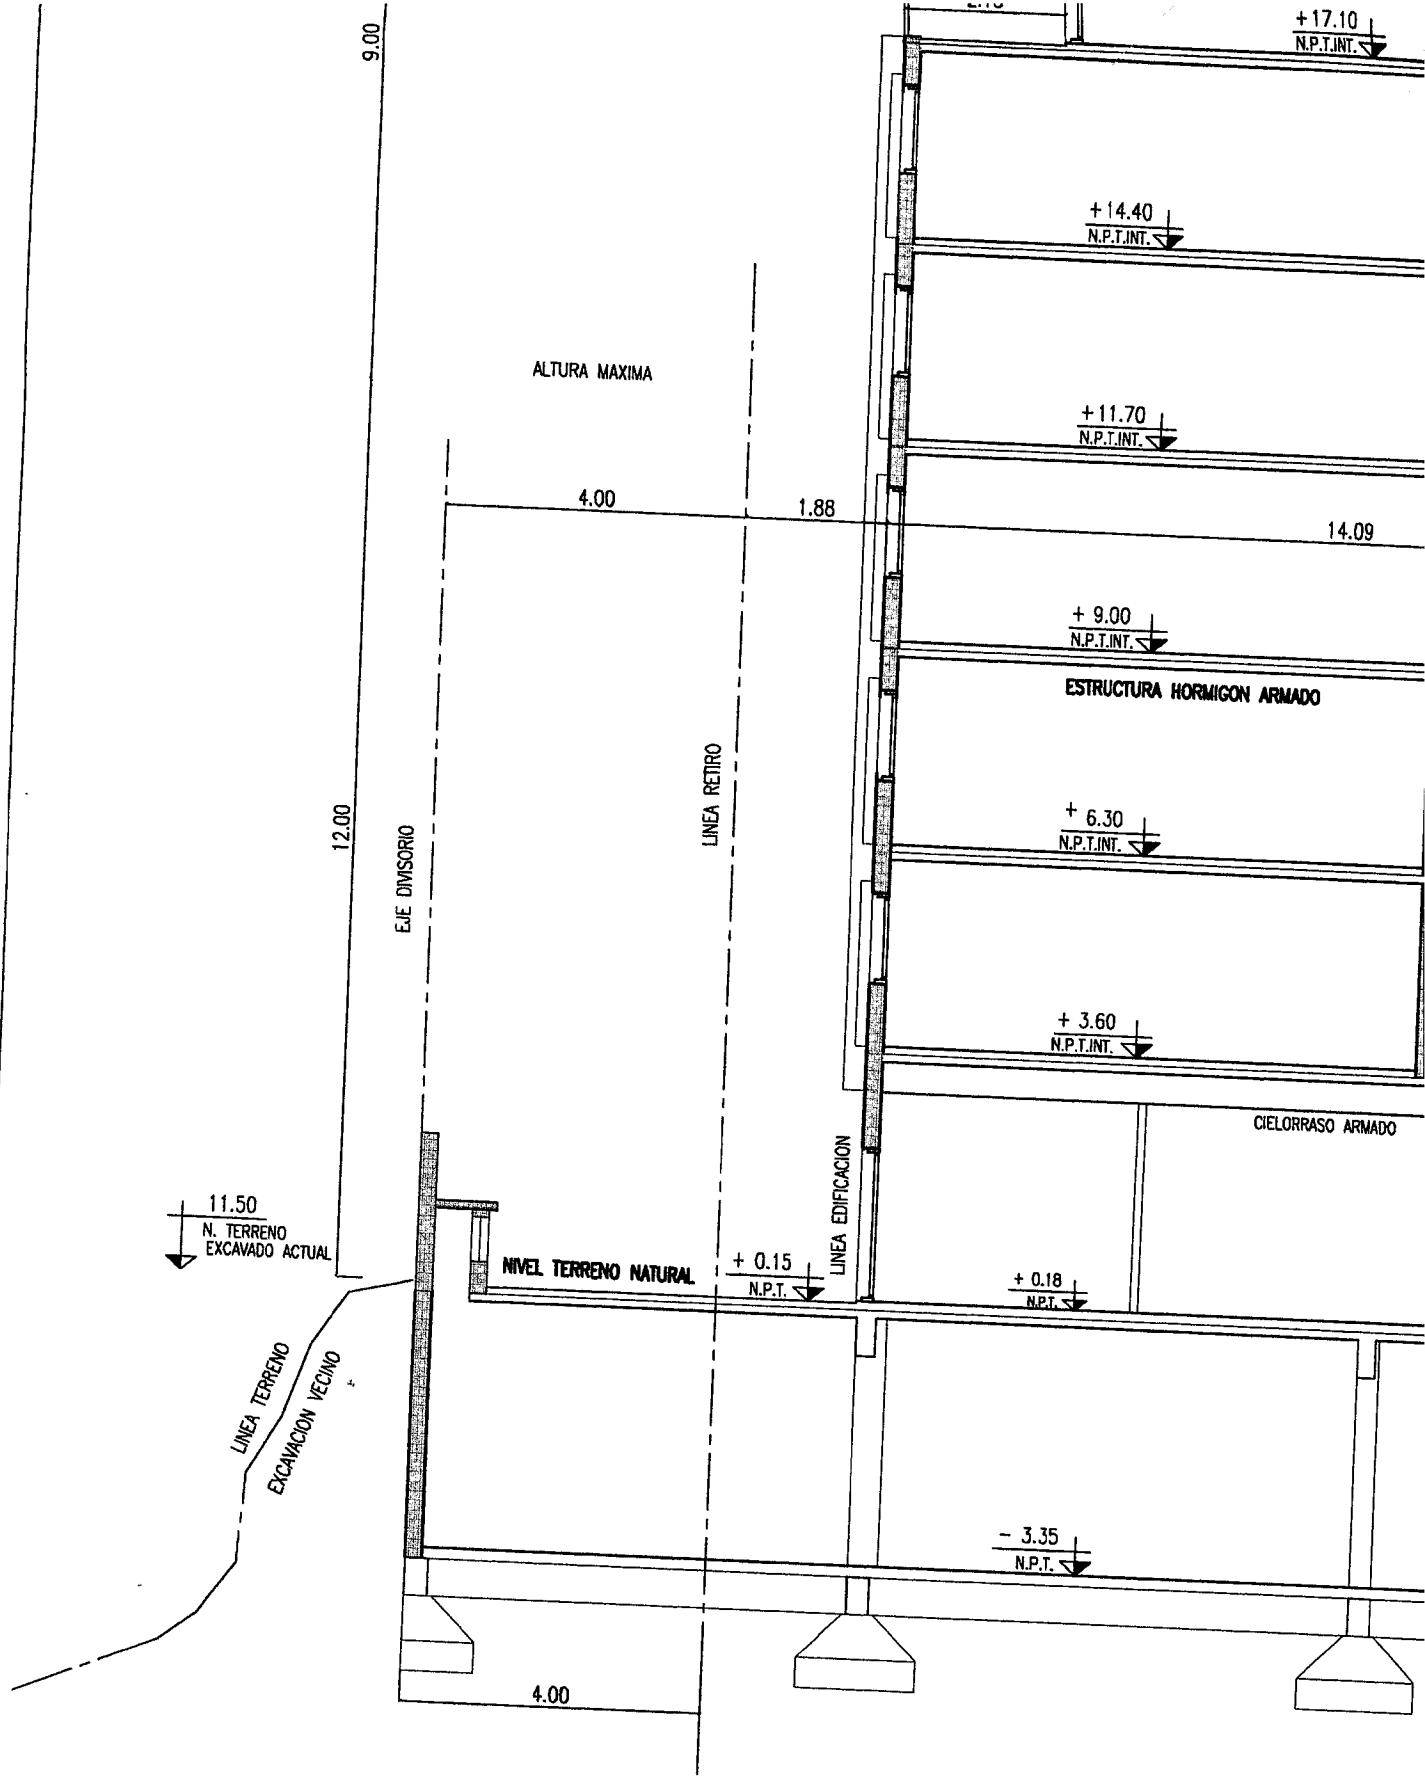 +17.10
N.P.T.INT.
9.00
+14.40
N.P.T.INT.
ALTURA MAXIMA
+11.70
N.P.T.INT.
4.00
1.88
14.09
+ 9.00
N.P.T.INT.
ESTRUCTURA HORMIGON ARMADO
LINEA RETIRO
12.00
EJE DIVISORIO
+ 6.30
N.P.T.INT.
+ 3.60
N.P.T.INT.
CIELORRASO ARMADO
LINEA EDIFICACION
11.50
N. TERRENO
EXCAVADO ACTUAL
NIVEL TERRENO NATURAL
+ 0.15
N.P.T.
+ 0.18
N.P.T.
LINEA TERRENO
EXCAVACION VECINO
- 3.35
N.P.T.
4.00